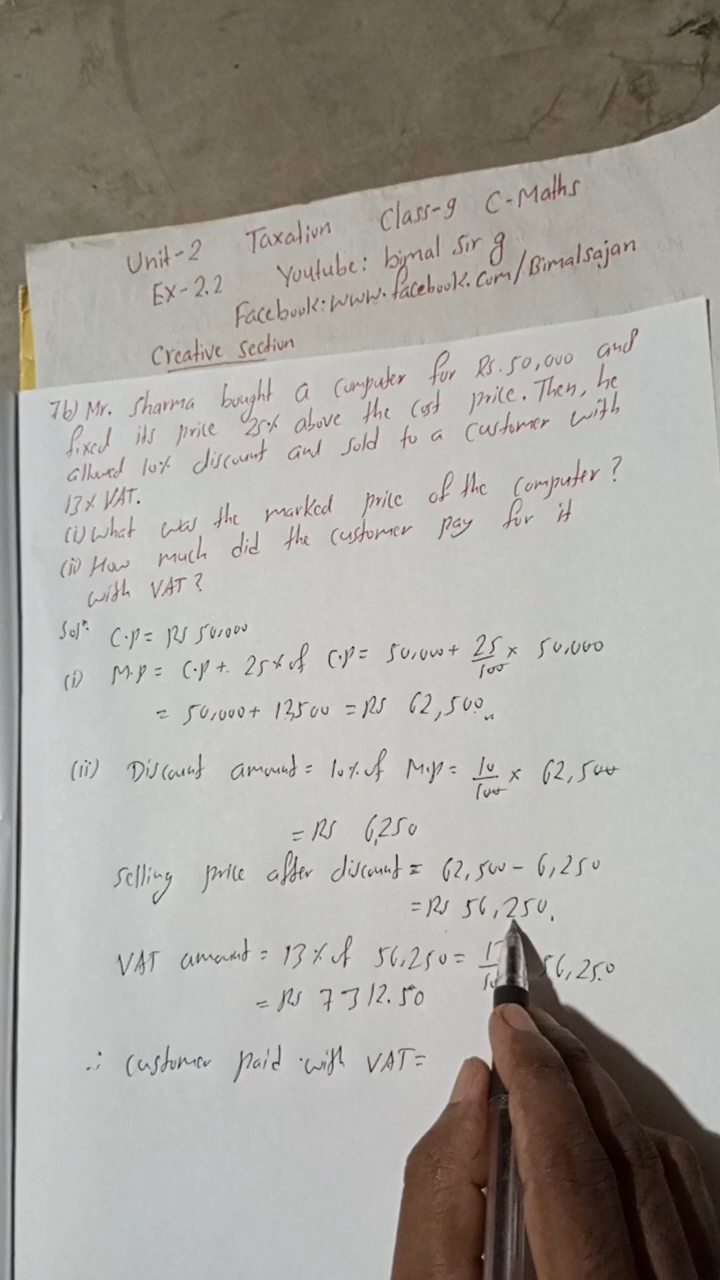 Unit-2 Taxation Class-9 C-Maths
Ex-2.2 Youtube: bimal sir g
Facebook:www.facebook.com/Bimalsajan
Creative section
7b) Mr. Sharma bought a computer for Rs.50,000 and
fixed its price 25% above the cost price. Then, he
allowed 10% discount and sold to a customer with
13% VAT.
(i) What was the marked price of the computer?
(ii) How much did the customer pay for it
with VAT?
Solⁿ: C.P = Rs 50,000
(i) M.P = C.P + 25% of C.P = 50,000 + 25/100 × 50,000
= 50,000 + 12,500 = Rs 62,500.
(ii) Discount amount = 10% of M.P = 10/100 × 62,500
= Rs 6,250
Selling price after discount = 62,500 - 6,250
= Rs 56,250.
VAT amount = 13% of 56,250 = 56,250
= Rs 7312.50
∴ Customer paid with VAT =